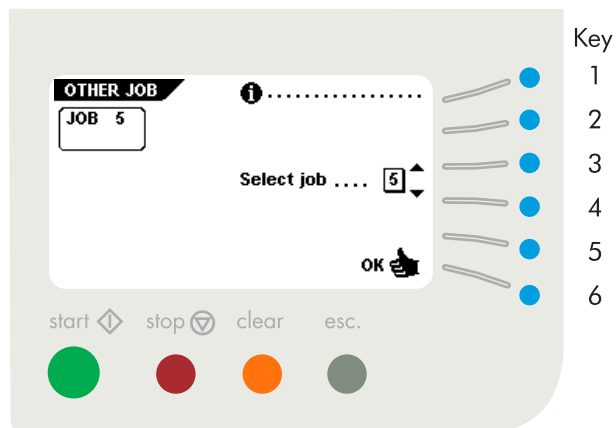 Key
OTHER JOB
i.................
1
JOB 5
2
Select job .... 5
3
4
OK
5
6
start stop clear esc.